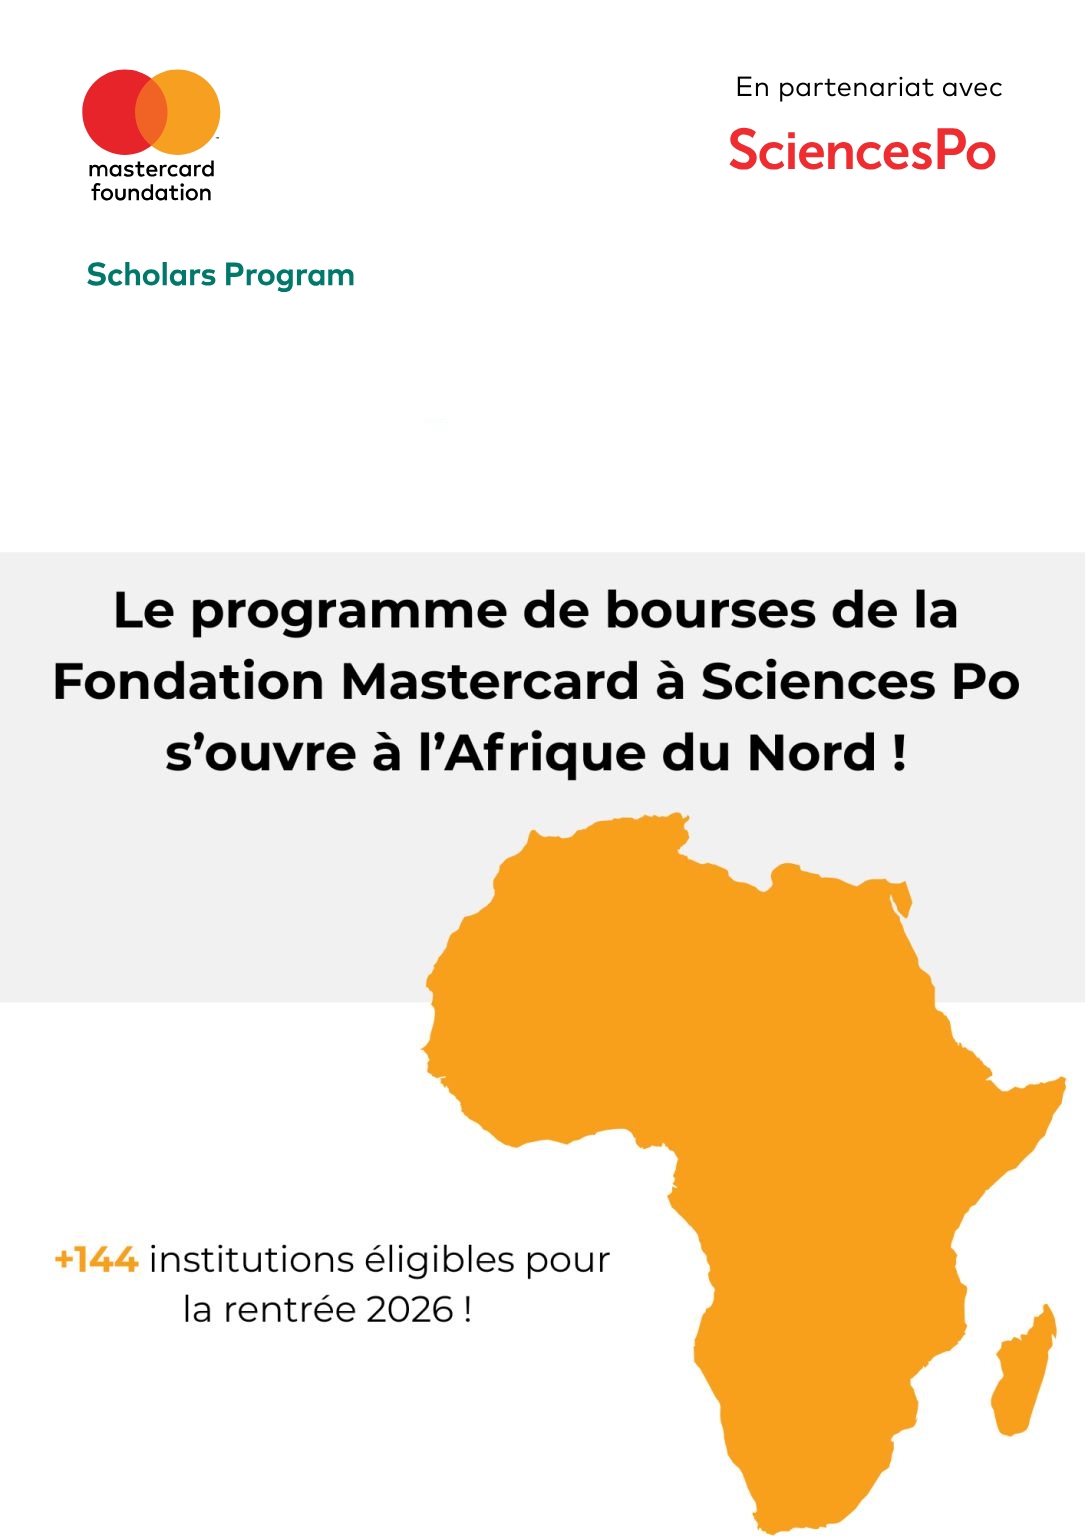 mastercard
foundation
En partenariat avec
SciencesPo
Scholars Program
Le programme de bourses de la
Fondation Mastercard à Sciences Po
s’ouvre à l’Afrique du Nord !
+144 institutions éligibles pour
la rentrée 2026 !